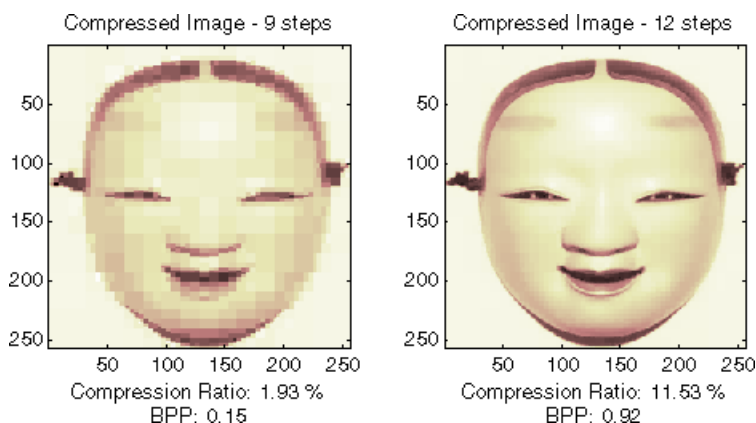 Compressed Image - 9 steps
50
100
150
200
250
50 100 150 200 250
Compression Ratio: 1.93 %
BPP: 0.15
Compressed Image - 12 steps
50
100
150
200
250
50 100 150 200 250
Compression Ratio: 11.53 %
BPP: 0.92